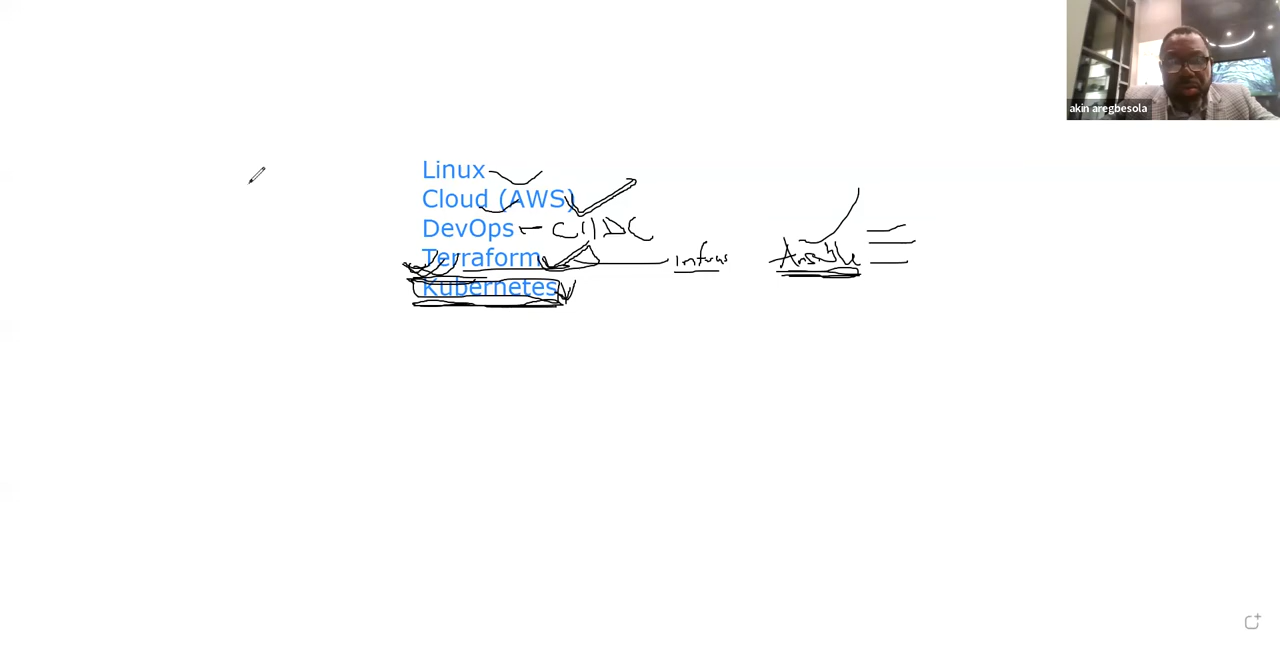 akin aregbesola
Linux
Cloud (AWS)
DevOps - CI/DC
Terraform infras Ansible
Kubernetes